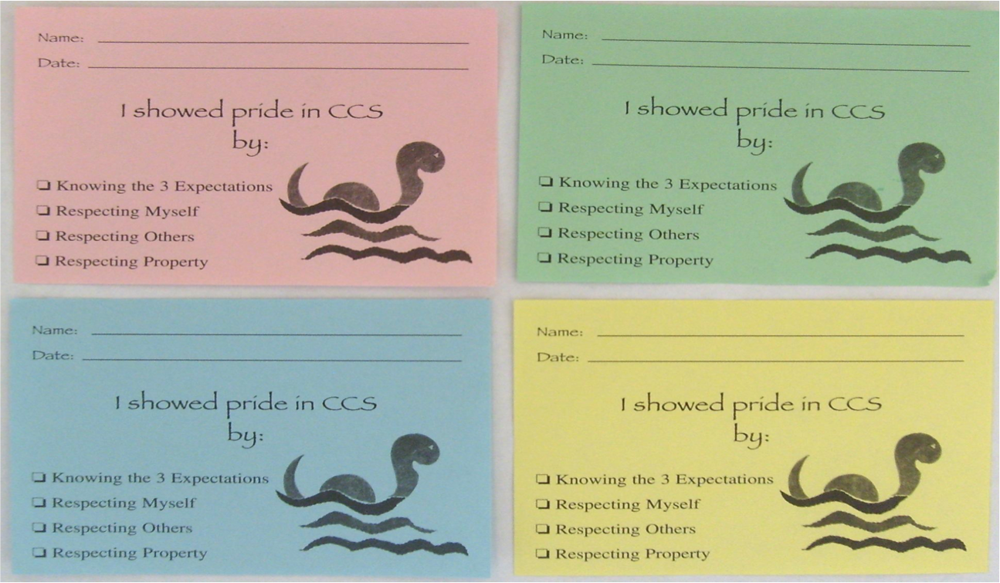 Name:
Date:
I showed pride in CCS
by:
❏ Knowing the 3 Expectations
❏ Respecting Myself
❏ Respecting Others
❏ Respecting Property
Name:
Date:
I showed pride in CCS
by:
❏ Knowing the 3 Expectations
❏ Respecting Myself
❏ Respecting Others
❏ Respecting Property
Name:
Date:
I showed pride in CCS
by:
❏ Knowing the 3 Expectations
❏ Respecting Myself
❏ Respecting Others
❏ Respecting Property
Name:
Date:
I showed pride in CCS
by:
❏ Knowing the 3 Expectations
❏ Respecting Myself
❏ Respecting Others
❏ Respecting Property